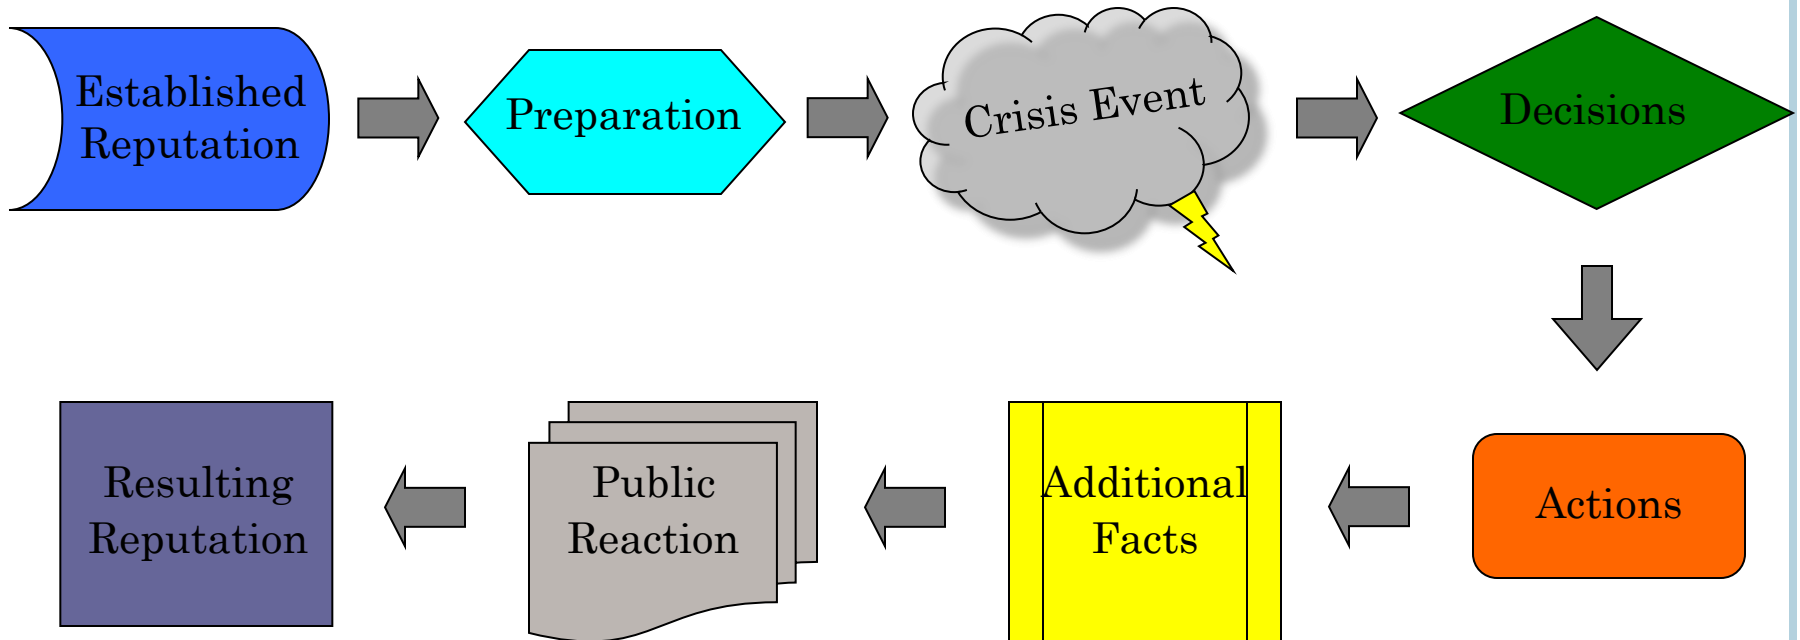 Established
Reputation
Preparation
Crisis Event
Decisions
Actions
Additional
Facts
Public
Reaction
Resulting
Reputation